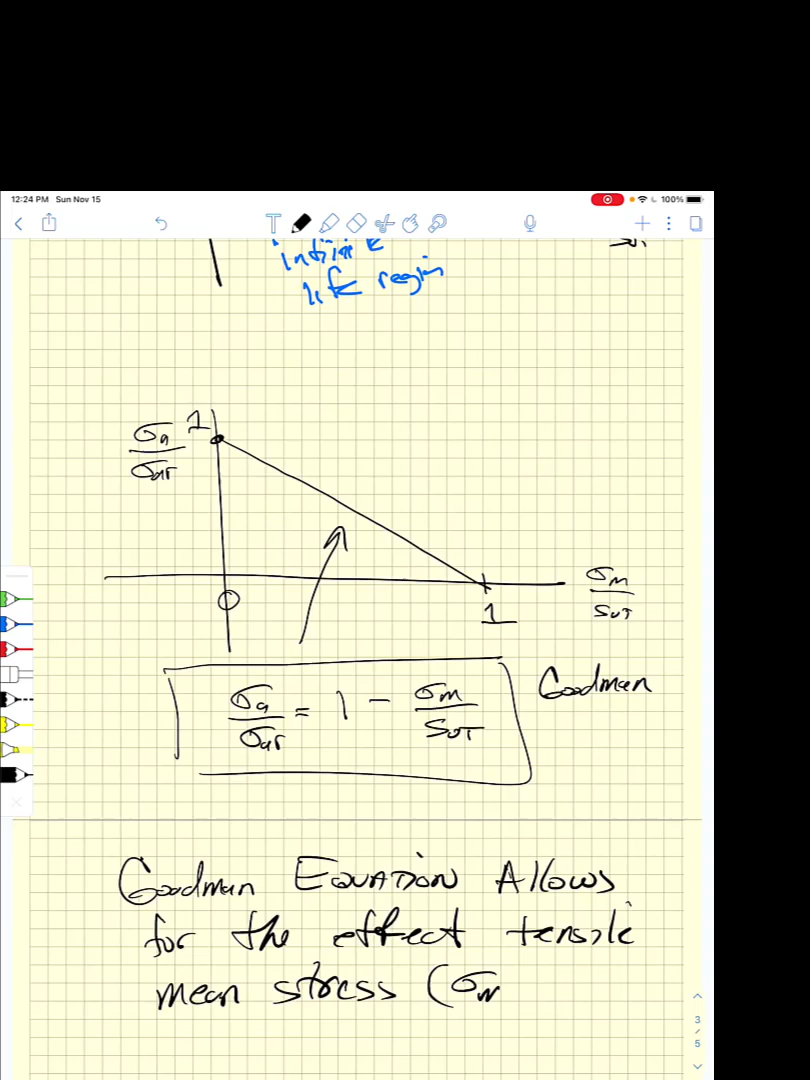 12:24 PM Sun Nov 15
100%
T
infinite
life region
SUT
σa 1
σar
σm
1
SUT
Goodman
σa = 1 - σm
σar SUT
Goodman EQUATION Allows
for the effect tensile
mean stress (σm
3
/
5